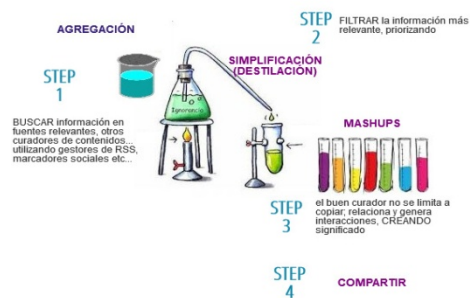 AGREGACIÓN
STEP
1
BUSCAR información en
fuentes relevantes, otros
curadores de contenidos...
utilizando gestores de RSS,
marcadores sociales etc...
SIMPLIFICACIÓN
(DESTILACIÓN)
Ignorancia
STEP
2
FILTRAR la información más
relevante, priorizando
MASHUPS
STEP
3
el buen curador no se limita a
copiar; relaciona y genera
interacciones, CREANDO
significado
STEP
4
COMPARTIR